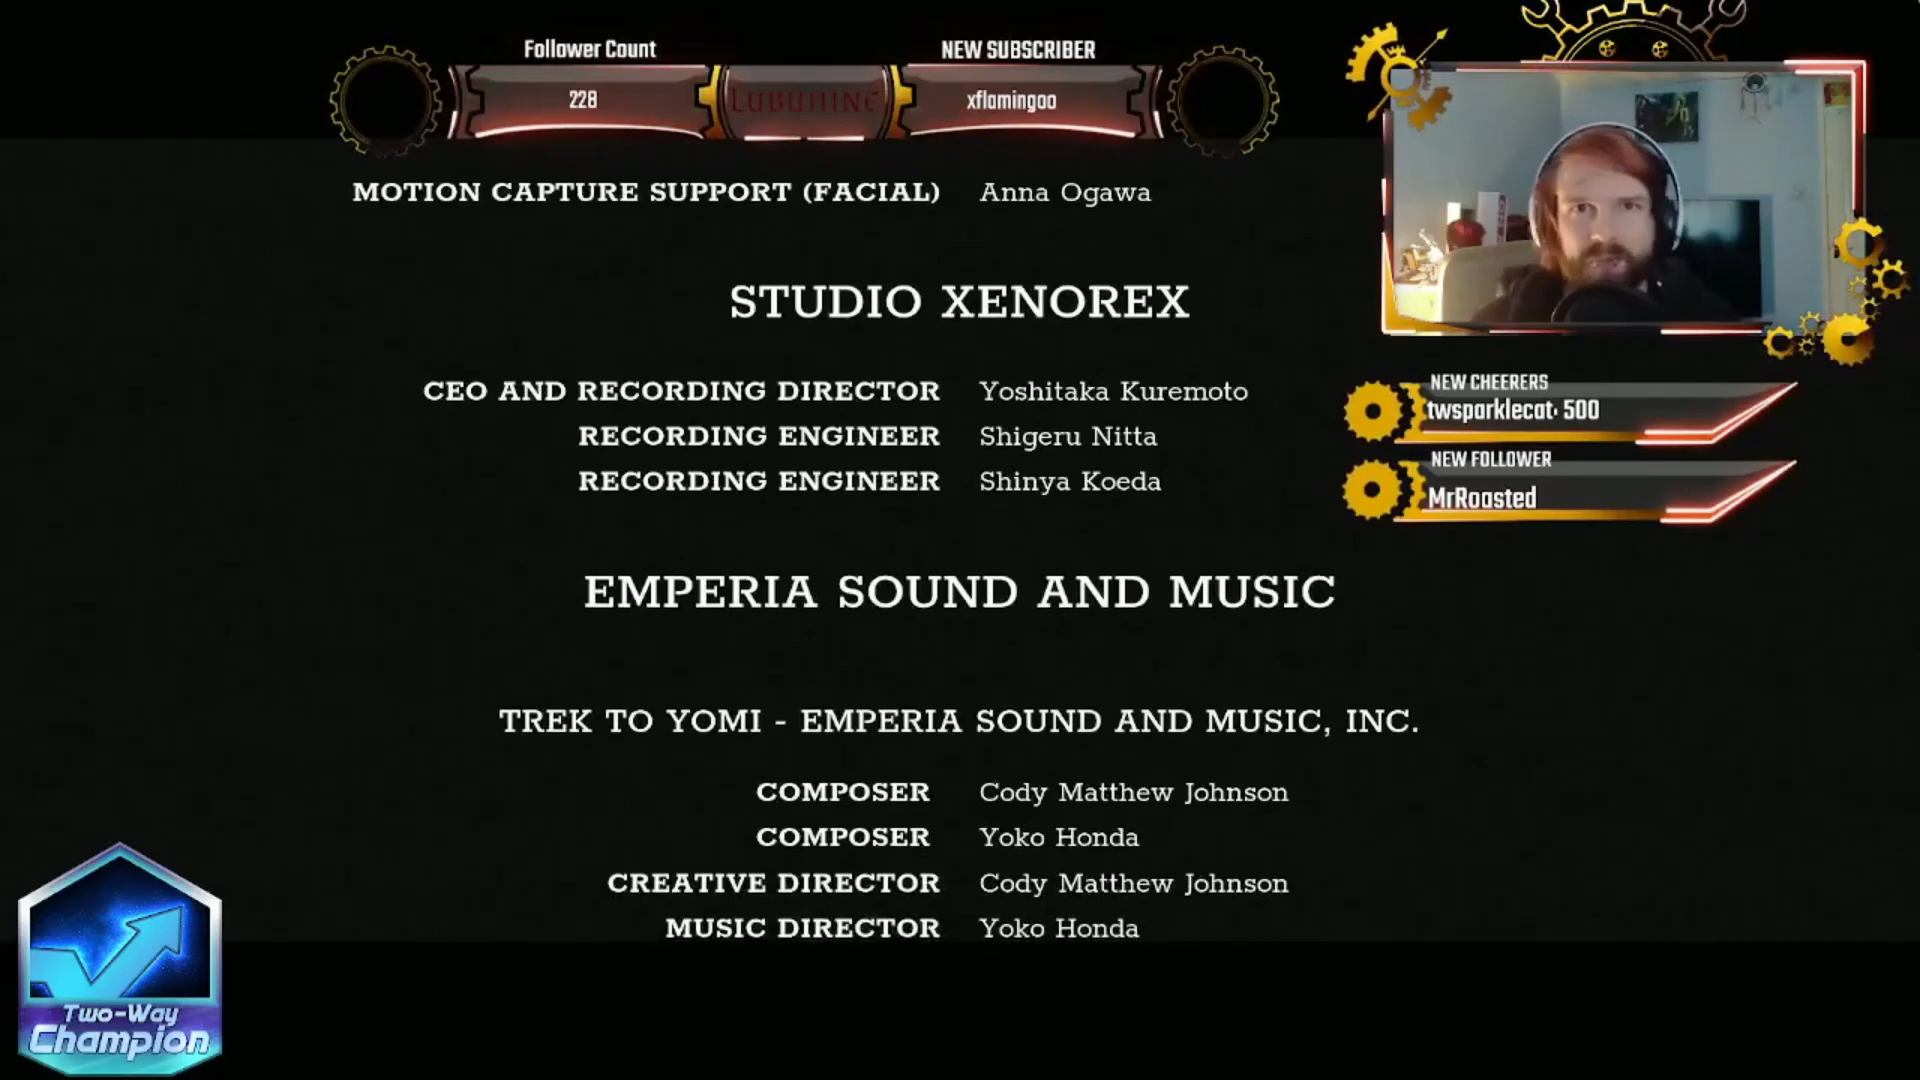 Follower Count
228
LUBUHINE
NEW SUBSCRIBER
xflamingoo
MOTION CAPTURE SUPPORT (FACIAL) Anna Ogawa
STUDIO XENOREX
CEO AND RECORDING DIRECTOR Yoshitaka Kuremoto
RECORDING ENGINEER Shigeru Nitta
RECORDING ENGINEER Shinya Koeda
NEW CHEERERS
twsparklecat: 500
NEW FOLLOWER
MrRoasted
EMPERIA SOUND AND MUSIC
TREK TO YOMI - EMPERIA SOUND AND MUSIC, INC.
COMPOSER Cody Matthew Johnson
COMPOSER Yoko Honda
CREATIVE DIRECTOR Cody Matthew Johnson
MUSIC DIRECTOR Yoko Honda
Two-Way
Champion